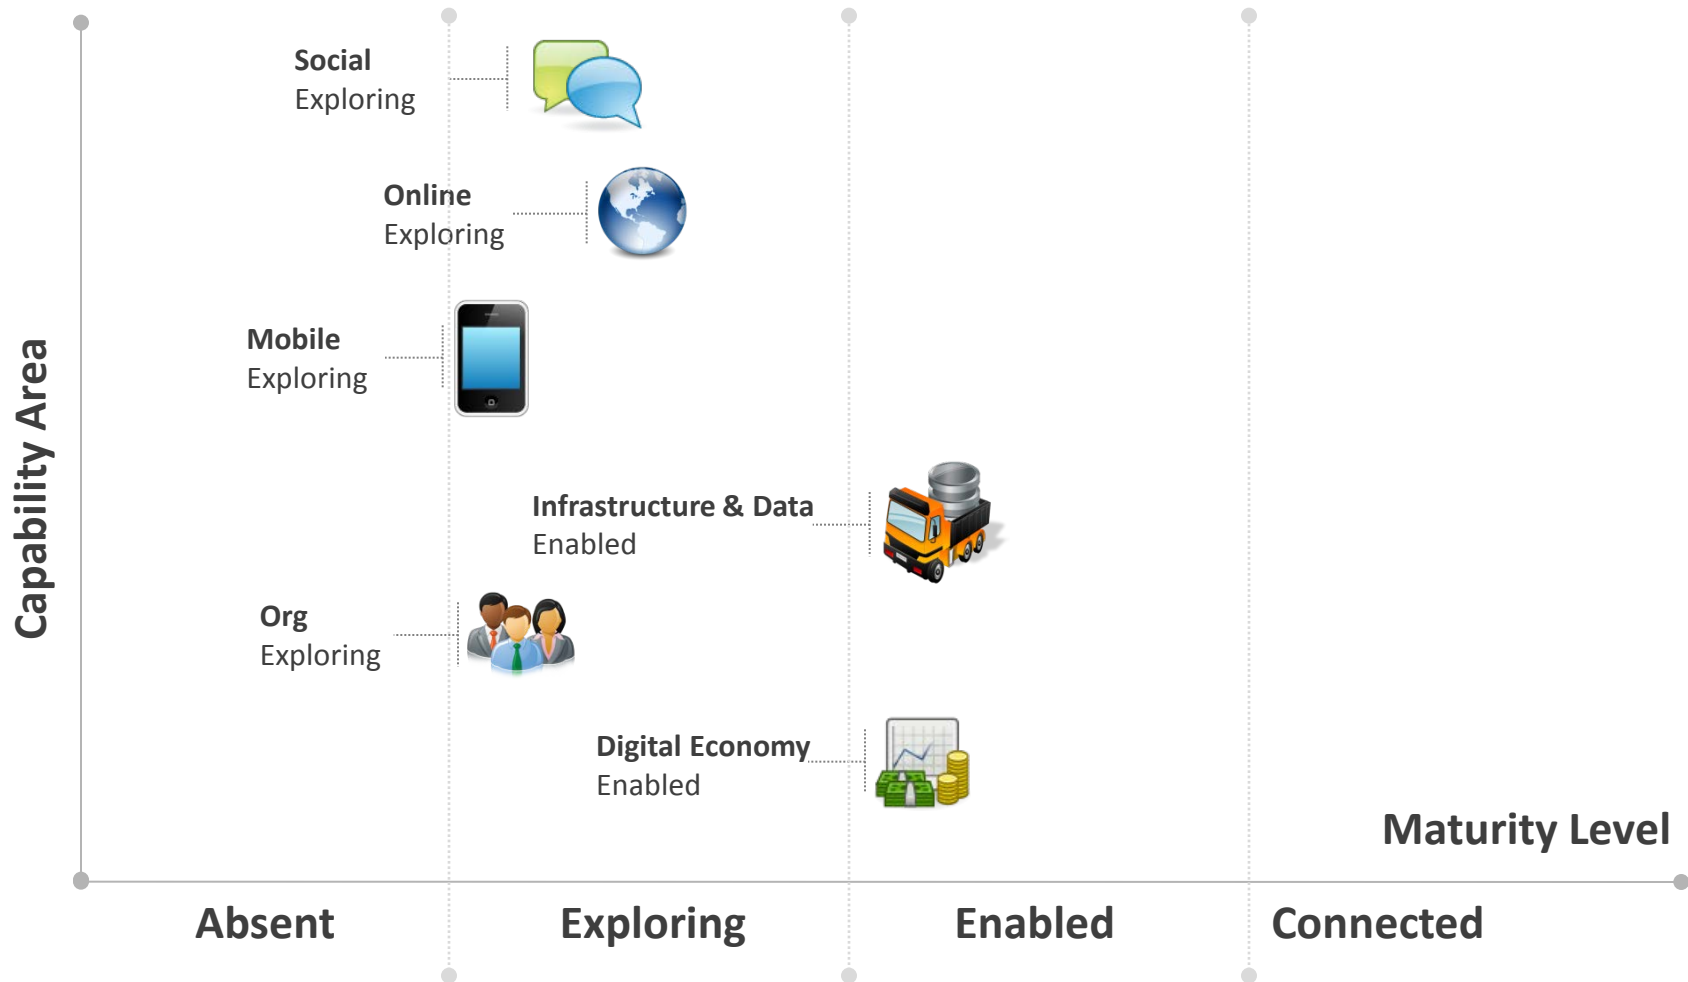 Social
Exploring
Online
Exploring
Mobile
Exploring
Capability Area
Infrastructure & Data
Enabled
Org
Exploring
Digital Economy
Enabled
Maturity Level
Absent
Exploring
Enabled
Connected